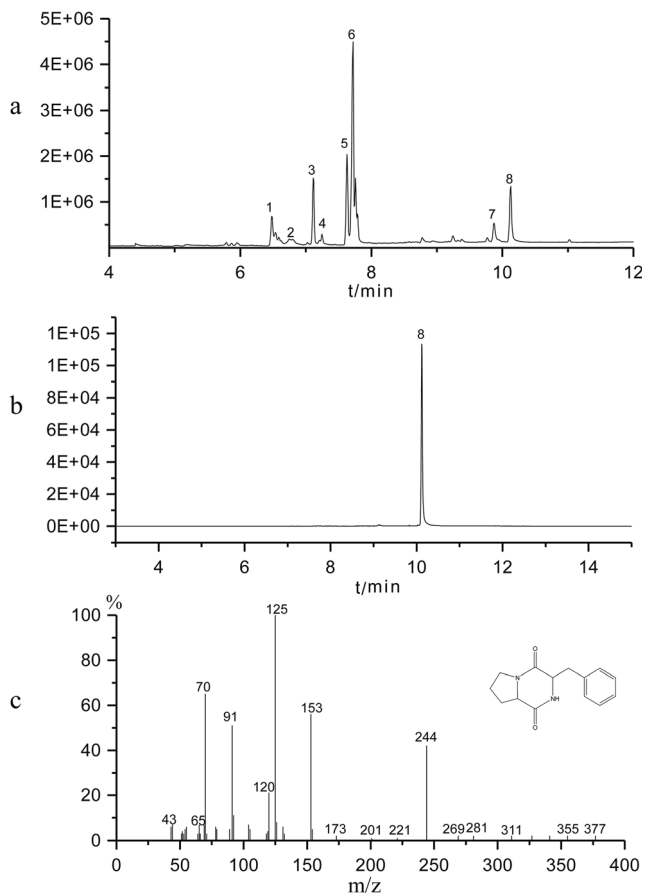 5E+06
6
4E+06
3E+06
a
5
2E+06
3
8
1E+06
1
7
2
4
4 6 8 10 12
t/min
8
1E+05
1E+05
8E+04
b
6E+04
4E+04
2E+04
0E+00
4 6 8 10 12 14
t/min
%
100
125
80
70
c
60
153
91
40
244
20
120
43 65
173 201 221 269 281 311 355 377
0
0 50 100 150 200 250 300 350 400
m/z
O
N
NH
O